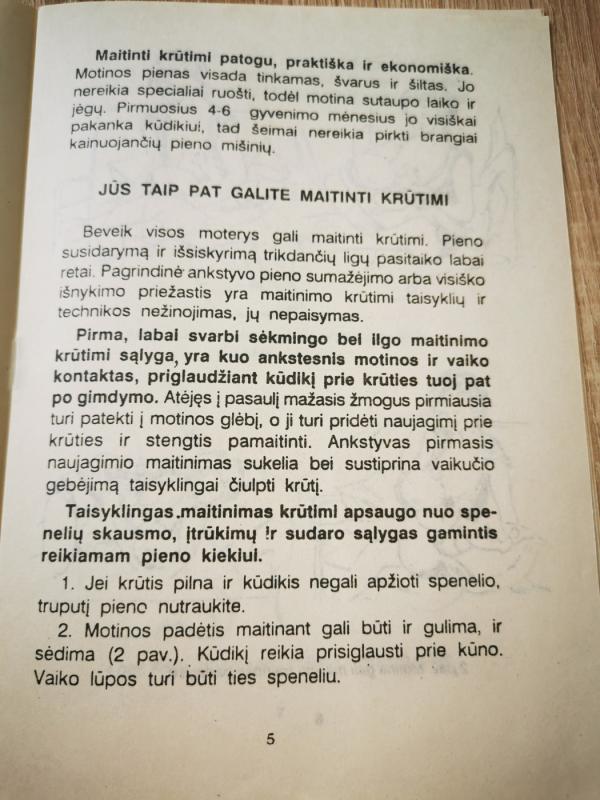 Maitinti krūtimi patogu, praktiška ir ekonomiška.
Motinos pienas visada tinkamas, švarus ir šiltas. Jo
nereikia specialiai ruošti, todėl motina sutaupo laiko ir
jėgų. Pirmuosius 4-6 gyvenimo mėnesius jo visiškai
pakanka kūdikiui, tad šeimai nereikia pirkti brangiai
kainuojančių pieno mišinių.
JŪS TAIP PAT GALITE MAITINTI KRŪTIMI
Beveik visos moterys gali maitinti krūtimi. Pieno
susidarymą ir išsiskyrimą trikdančių ligų pasitaiko labai
retai. Pagrindinė ankstyvo pieno sumažėjimo arba visiško
išnykimo priežastis yra maitinimo krūtimi taisyklių ir
technikos nežinojimas, jų nepaisymas.
Pirma, labai svarbi sėkmingo bei ilgo maitinimo
krūtimi sąlyga, yra kuo ankstesnis motinos ir vaiko
kontaktas, priglaudžiant kūdikį prie krūties tuoj pat
po gimdymo. Atėjęs į pasaulį mažasis žmogus pirmiausia
turi patekti į motinos glėbį, o ji turi pridėti naujagimį prie
krūties ir stengtis pamaitinti. Ankstyvas pirmasis
naujagimio maitinimas sukelia bei sustiprina vaikučio
gebėjimą taisyklingai čiulpti krūtį.
Taisyklingas.maitinimas krūtimi apsaugo nuo spe-
nelių skausmo, įtrūkimų !r sudaro sąlygas gamintis
reikiamam pieno kiekiui.
1. Jei krūtis pilna ir kūdikis negali apžioti spenelio,
truputį pieno nutraukite.
2. Motinos padėtis maitinant gali būti ir gulima, ir
sėdima (2 pav.). Kūdikį reikia prisiglausti prie kūno.
Vaiko lūpos turi būti ties speneliu.
5